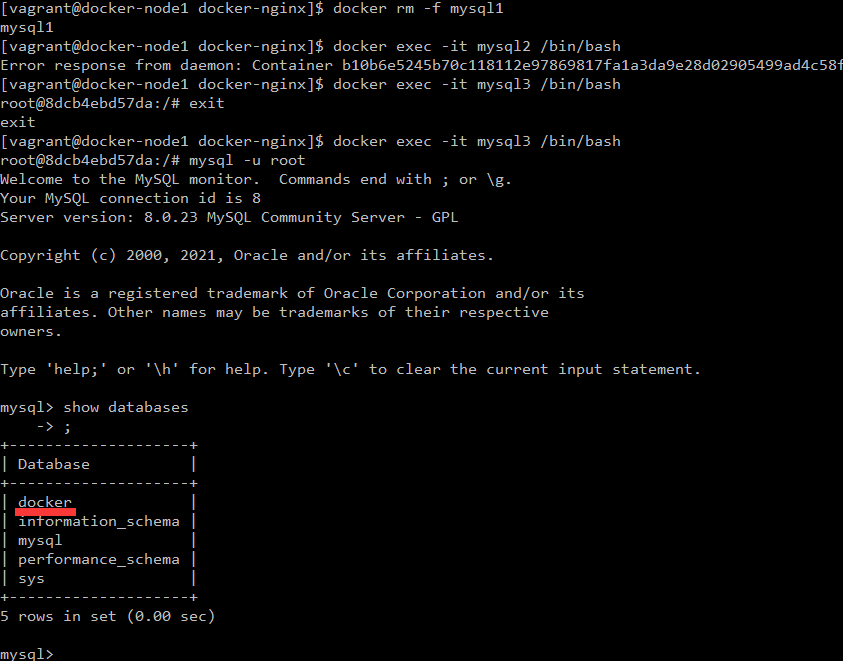 [vagrant@docker-node1 docker-nginx]$ docker rm -f mysql1
mysql1
[vagrant@docker-node1 docker-nginx]$ docker exec -it mysql2 /bin/bash
Error response from daemon: Container b10b6e5245b70c118112e97869817fa1a3da9e28d02905499ad4c58f
[vagrant@docker-node1 docker-nginx]$ docker exec -it mysql3 /bin/bash
root@8dcb4ebd57da:/# exit
exit
[vagrant@docker-node1 docker-nginx]$ docker exec -it mysql3 /bin/bash
root@8dcb4ebd57da:/# mysql -u root
Welcome to the MySQL monitor.  Commands end with ; or \g.
Your MySQL connection id is 8
Server version: 8.0.23 MySQL Community Server - GPL

Copyright (c) 2000, 2021, Oracle and/or its affiliates.

Oracle is a registered trademark of Oracle Corporation and/or its
affiliates. Other names may be trademarks of their respective
owners.

Type 'help;' or '\h' for help. Type '\c' to clear the current input statement.

mysql> show databases
    -> ;
+--------------------+
| Database           |
+--------------------+
| docker             |
| information_schema |
| mysql              |
| performance_schema |
| sys                |
+--------------------+
5 rows in set (0.00 sec)

mysql>